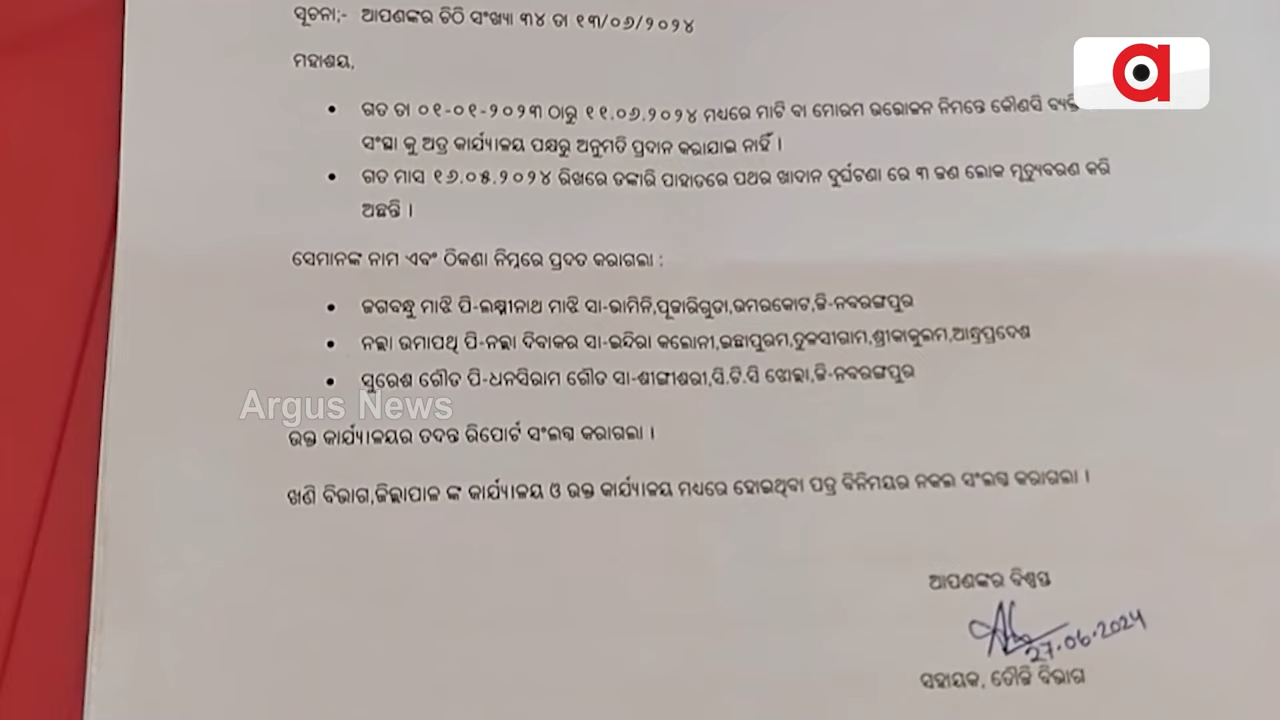 ସୂଚନା;- ଆପଣଙ୍କର ଚିଠି ସଂଖ୍ୟା ୩୪ ତା ୧୩/୦୬/୨୦୨୪
ମହାଶୟ,
• ଗତ ତା ୦୧-୦୧-୨୦୨୩ ଠାରୁ ୧୧.୦୬.୨୦୨୪ ମଧ୍ୟରେ ମାଟି ବା ମୋରମ ଉରୋଳନ ନିମନ୍ତେ କୌଣସି ବ୍ୟକ୍ତି
ସଂସ୍ଥା କୁ ଅତ୍ର କାର୍ଯ୍ୟାଳୟ ପକ୍ଷରୁ ଅନୁମତି ପ୍ରଦାନ କରାଯାଇ ନାହିଁ ।
• ଗତ ମାସ ୧୬.୦୫.୨୦୨୪ ରିଖରେ ଡଙ୍କାରି ପାହାଡରେ ପଥର ଖାଦାନ ଦୁର୍ଘଟଣା ରେ ୩ ଜଣ ଲୋକ ମୃତ୍ୟୁବରଣ କରି
ଅଛନ୍ତି ।
ସେମାନଙ୍କ ନାମ ଏବଂ ଠିକଣା ନିମ୍ନରେ ପ୍ରଦତ କରାଗଲା :
• ଜଗବନ୍ଧୁ ମାଝି ପି-ଲକ୍ଷ୍ମୀନାଥ ମାଝି ସା-ଭାମିନି,ପୂଜାରିଗୁଡା,ଉମରକୋଟ,ଜି-ନବରଙ୍ଗପୁର
• ନଲ୍ଲା ଉମାପଥି ପି-ନଲ୍ଲା ଦିବାକର ସା-ଇନ୍ଦିରା କଲୋନୀ,ଇଛାପୁରମ,ତୁଳସୀଗାମ,ଶ୍ରୀକାକୁଲମ,ଆନ୍ଧ୍ରପ୍ରଦେଶ
• ସୁରେଶ ଗୌଡ ପି-ଧନସିରାମ ଗୌଡ ସା-ଶୀଙ୍ଗୀଶରୀ,ସି.ଟି.ସି ଝୋଲ୍ଲା,ଜି-ନବରଙ୍ଗପୁର
Argus News
ଉକ୍ତ କାର୍ଯ୍ୟାଳୟର ତଦନ୍ତ ରିପୋର୍ଟ ସଂଲଗ୍ନ କରାଗଲା ।
ଖଣି ବିଭାଗ,ଜିଲ୍ଲାପାଳ ଙ୍କ କାର୍ଯ୍ୟାଳୟ ଓ ଉକ୍ତ କାର୍ଯ୍ୟାଳୟ ମଧ୍ୟରେ ହୋଇଥିବା ପତ୍ର ବିନିମୟର ନକଲ ସଂଲଗ୍ନ କରାଗଲା ।
ଆପଣଙ୍କର ବିଶ୍ୱସ୍ତ
27.06.2024
ସହାୟକ, ତୌଜି ବିଭାଗ